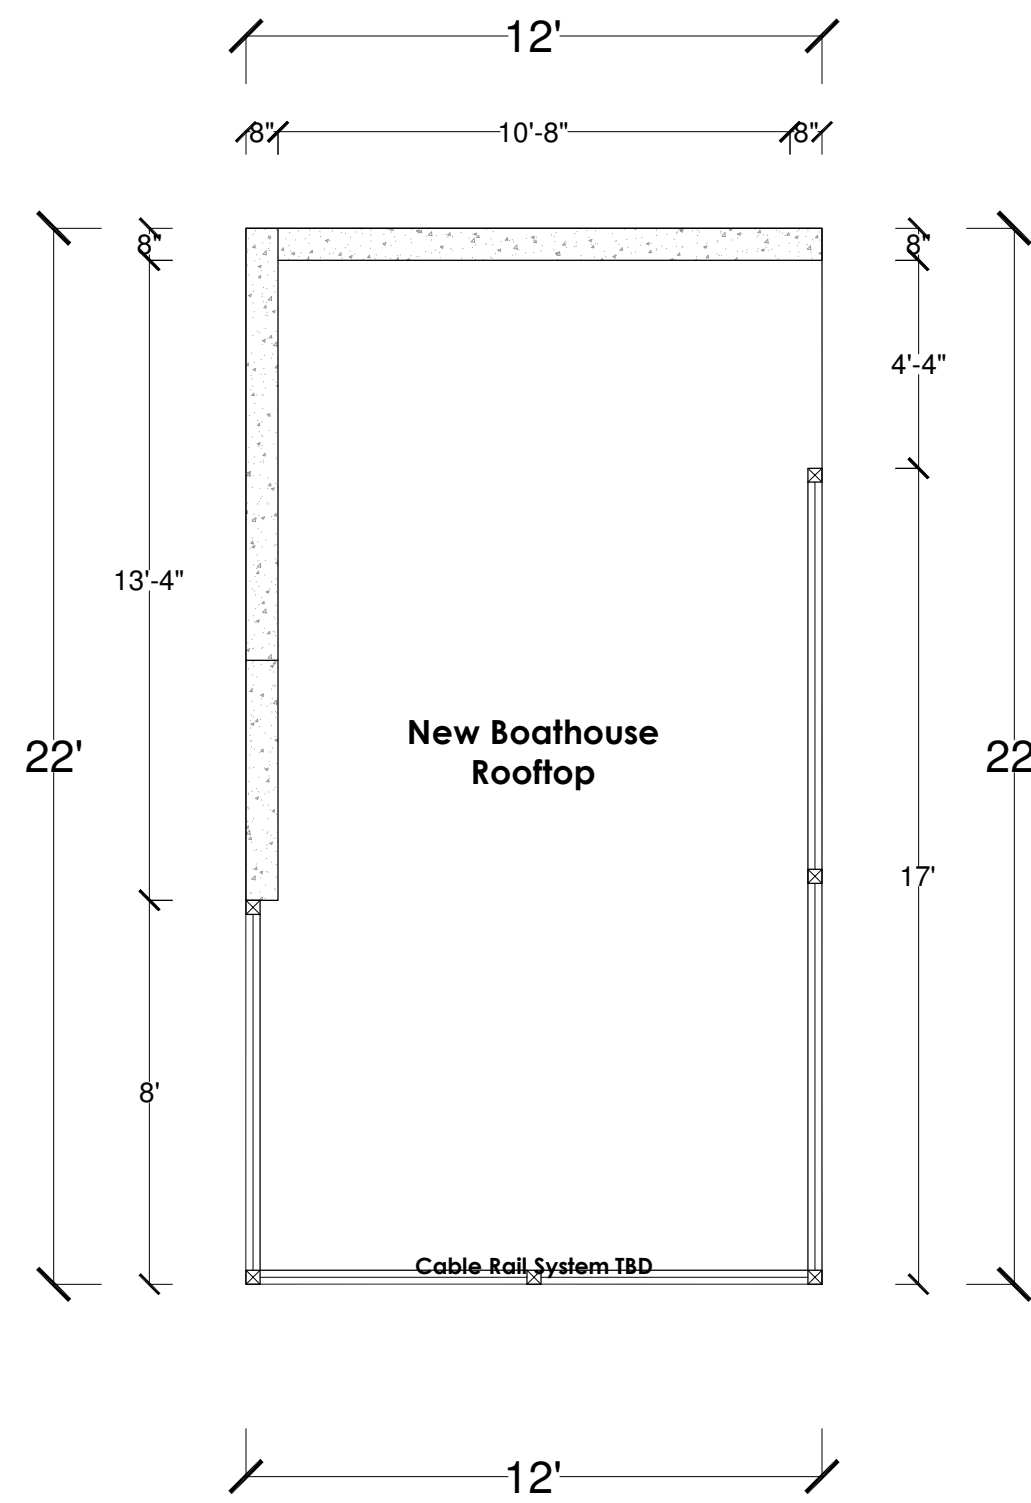 12'
8" 10'-8" 8"
8" 8"
4'-4"
13'-4"
New Boathouse
Rooftop
22' 22
17'
8'
Cable Rail System TBD
12'